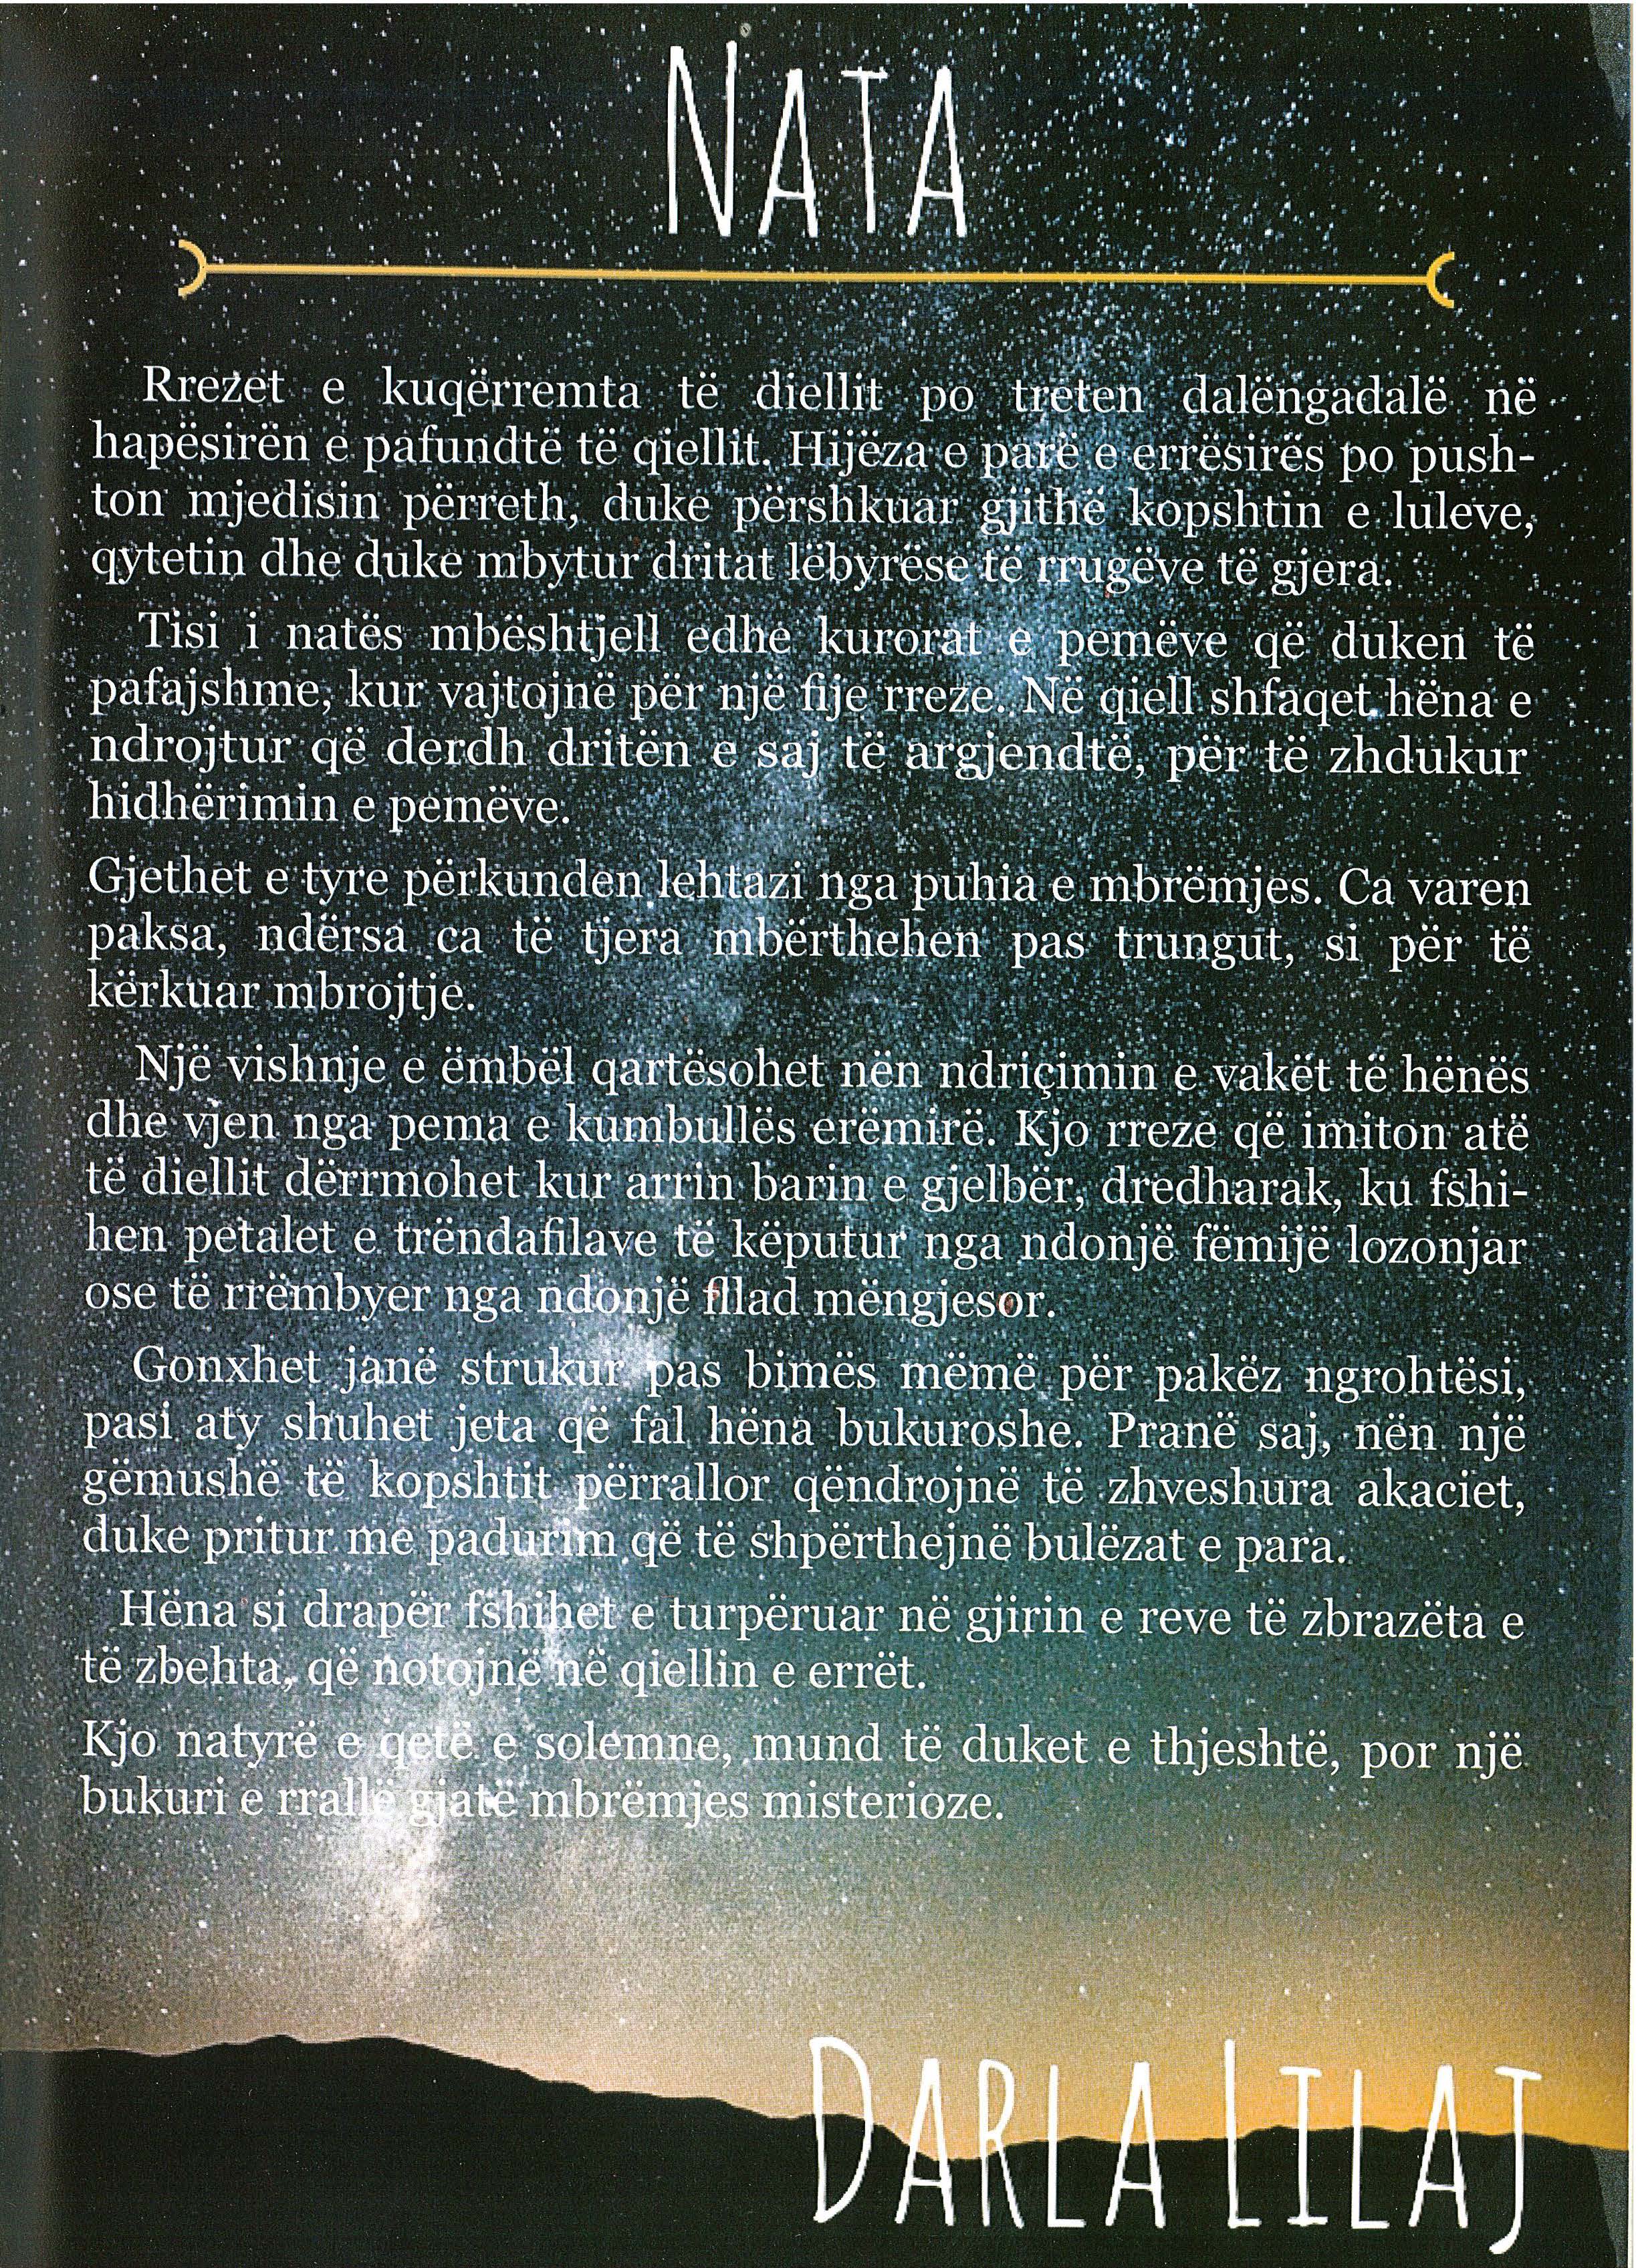 NATA
Rrezet e kuqërremta të diellit po treten dalëngadalë në
hapësirën e pafundtë të qiellit. Hijëza e parë e errësirës po push-
ton mjedisin përreth, duke përshkuar gjithë kopshtin e luleve,
qytetin dhe duke mbytur dritat lëbyrëse të rrugëve të gjera.
Tisi i natës mbështjell edhe kurorat e pemëve që duken të
pafajshme, kur vajtojnë për një fije rreze. Në qiell shfaqet hëna e
ndrojtur që derdh dritën e saj të argjendtë, për të zhdukur
hidhërimin e pemëve.
Gjethet e tyre përkunden lehtazi nga puhia e mbrëmjes. Ca varen
paksa, ndërsa ca të tjera mbërthehen pas trungut, si për të
kërkuar mbrojtje.
Një vishnje e ëmbël qartësohet nën ndriçimin e vakët të hënës
dhe vjen nga pema e kumbullës erëmirë. Kjo rreze që imiton atë
të diellit dërrmohet kur arrin barin e gjelbër, dredharak, ku fshi-
hen petalet e trëndafilave të këputur nga ndonjë fëmijë lozonjar
ose të rrëmbyer nga ndonjë fllad mëngjesor.
Gonxhet janë strukur pas bimës mëmë për pakëz ngrohtësi,
pasi aty shuhet jeta që fal hëna bukuroshe. Pranë saj, nën një
gëmushë të kopshtit përrallor qëndrojnë të zhveshura akaciet,
duke pritur me padurim që të shpërthejnë bulëzat e para.
Hëna si drapër fshihet e turpëruar në gjirin e reve të zbrazëta e
të zbehta, që notojnë në qiellin e errët.
Kjo natyrë e qetë e solemne, mund të duket e thjeshtë, por një
bukuri e rrallë gjatë mbrëmjes misterioze.
DARLA LILAJ